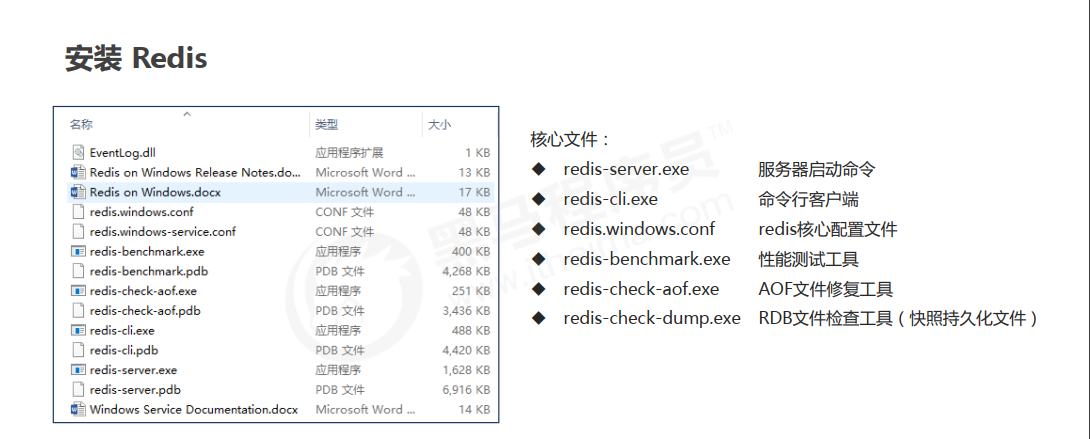 安装 Redis
名称 类型 大小
EventLog.dll 应用程序扩展 1 KB
Redis on Windows Release Notes.do... Microsoft Word ... 13 KB
Redis on Windows.docx Microsoft Word ... 17 KB
redis.windows.conf CONF 文件 48 KB
redis.windows-service.conf CONF 文件 48 KB
redis-benchmark.exe 应用程序 400 KB
redis-benchmark.pdb PDB 文件 4,268 KB
redis-check-aof.exe 应用程序 251 KB
redis-check-aof.pdb PDB 文件 3,436 KB
redis-cli.exe 应用程序 488 KB
redis-cli.pdb PDB 文件 4,420 KB
redis-server.exe 应用程序 1,628 KB
redis-server.pdb PDB 文件 6,916 KB
Windows Service Documentation.docx Microsoft Word ... 14 KB
核心文件：
◆ redis-server.exe 服务器启动命令
◆ redis-cli.exe 命令行客户端
◆ redis.windows.conf redis核心配置文件
◆ redis-benchmark.exe 性能测试工具
◆ redis-check-aof.exe AOF文件修复工具
◆ redis-check-dump.exe RDB文件检查工具（快照持久化文件）
黑马程序员™
www.itheima.com